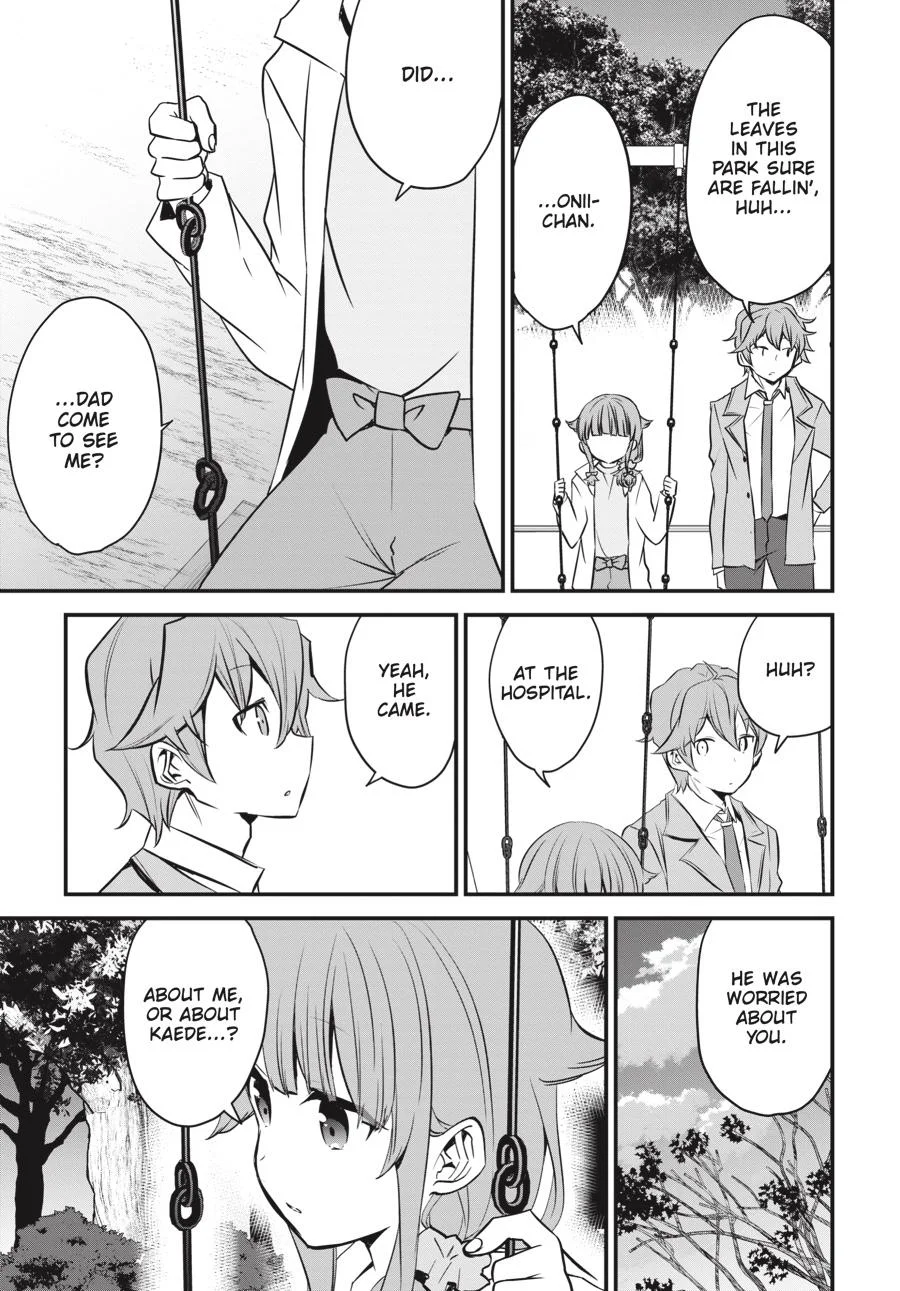 THE
LEAVES
IN THIS
PARK SURE
ARE FALLIN',
HUH...
...ONII-
CHAN.
DID...
...DAD
COME
TO SEE
ME?
HUH?
AT THE
HOSPITAL.
YEAH,
HE
CAME.
HE WAS
WORRIED
ABOUT
YOU.
ABOUT ME,
OR ABOUT
KAEDE...?